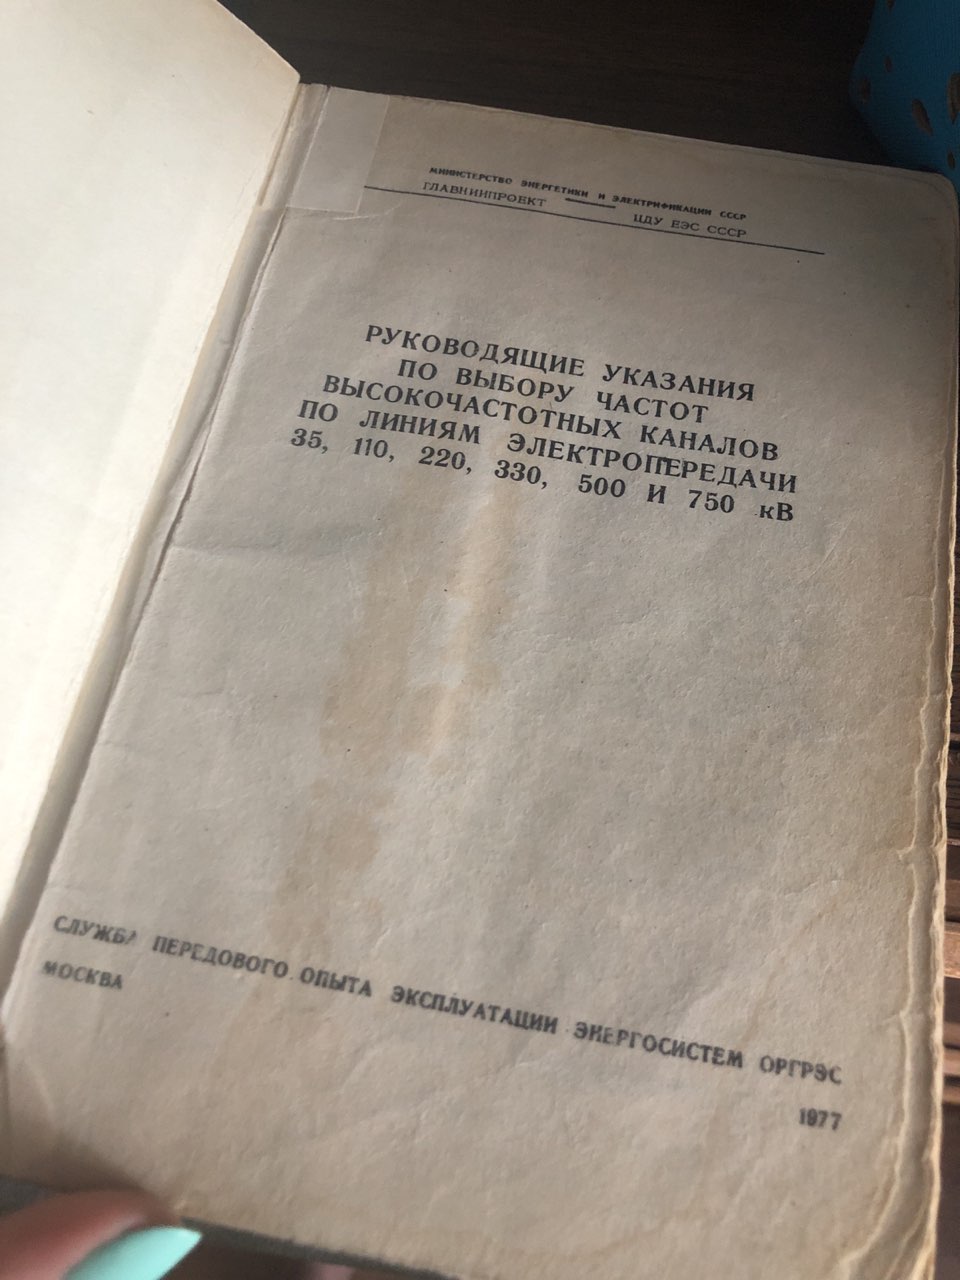 МИНИСТЕРСТВО ЭНЕРГЕТИКИ И ЭЛЕКТРИФИКАЦИИ СССР
ГЛАВНИИПРОЕКТ ЦДУ ЕЭС СССР
РУКОВОДЯЩИЕ УКАЗАНИЯ
ПО ВЫБОРУ ЧАСТОТ
ВЫСОКОЧАСТОТНЫХ КАНАЛОВ
ПО ЛИНИЯМ ЭЛЕКТРОПЕРЕДАЧИ
35, 110, 220, 330, 500 И 750 кВ
СЛУЖБА ПЕРЕДОВОГО ОПЫТА ЭКСПЛУАТАЦИИ ЭНЕРГОСИСТЕМ ОРГРЭС
МОСКВА 1977